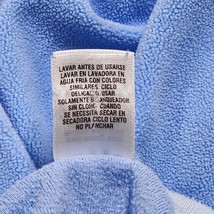 LAVAR ANTES DE USARSE
LAVAR EN LAVADORA EN
AGUA FRIA CON COLORES
SIMILARES, CICLO
DELICADO, USAR
SOLAMENTE BLANQUEADOR
SIN CLORO, CUANDO
SE NECESITA SECAR EN
SECADORA CICLO LENTO
NO PLANCHAR